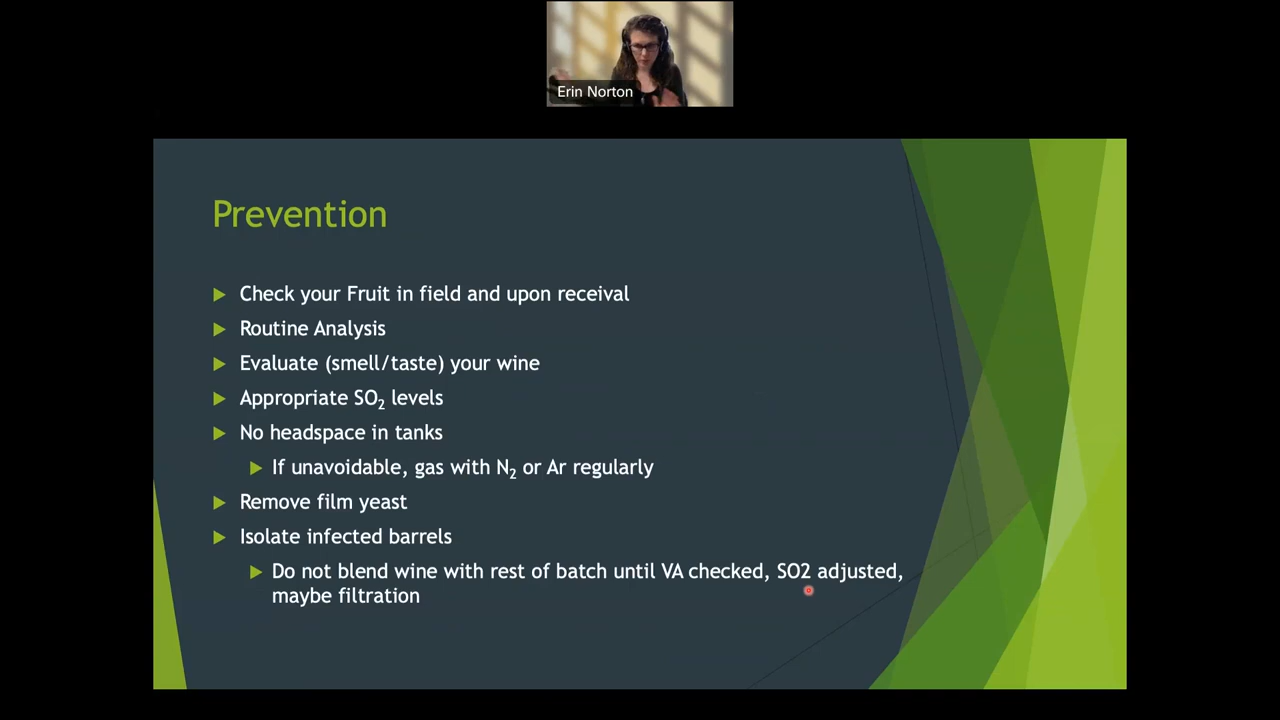 Erin Norton
Prevention
Check your Fruit in field and upon receival
Routine Analysis
Evaluate (smell/taste) your wine
Appropriate SO₂ levels
No headspace in tanks
If unavoidable, gas with N₂ or Ar regularly
Remove film yeast
Isolate infected barrels
Do not blend wine with rest of batch until VA checked, SO2 adjusted,
maybe filtration